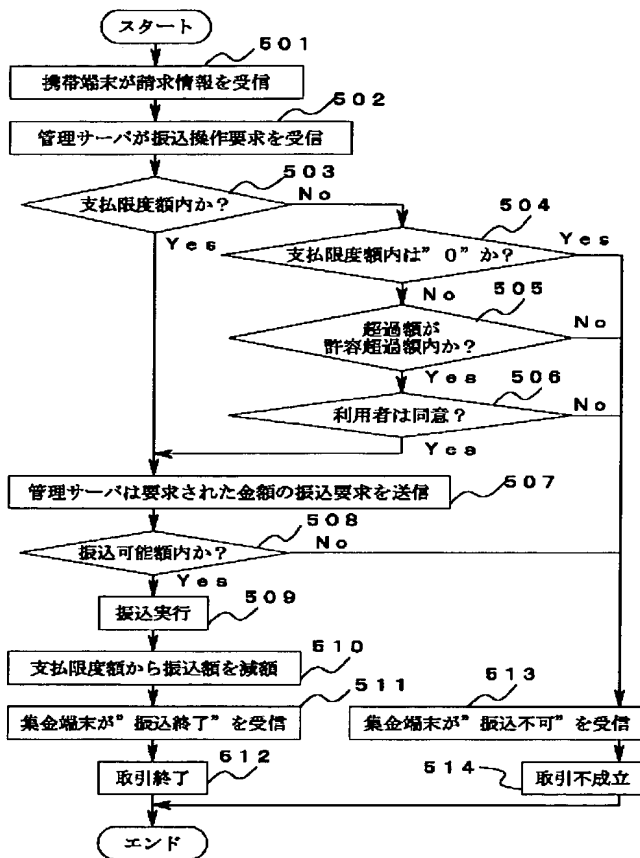 スタート
501
携帯端末が請求情報を受信
502
管理サーバが振込操作要求を受信
503
支払限度額内か？
No
Yes
504
支払限度額内は”0”か？
Yes
No
505
超過額が
許容超過額内か？
No
Yes
506
利用者は同意？
No
Yes
管理サーバは要求された金額の振込要求を送信
507
508
振込可能額内か？
No
Yes
振込実行
509
支払限度額から振込額を減額
510
511
集金端末が”振込終了”を受信
513
集金端末が”振込不可”を受信
取引終了
512
514
取引不成立
エンド